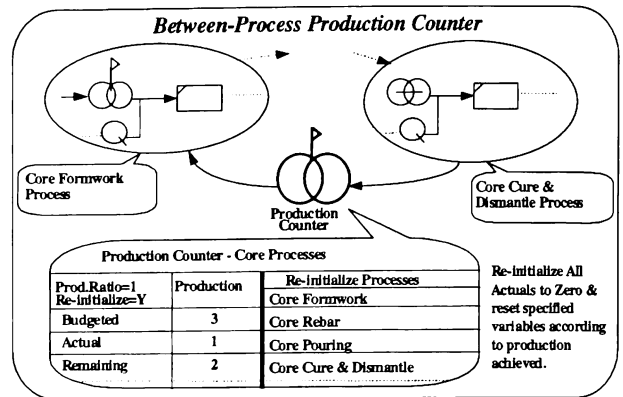 Between-Process Production Counter
Core Formwork
Process
Core Cure &
Dismantle Process
Production
Counter
Production Counter - Core Processes
Prod.Ratio=1
Re-initialize=Y
Production
Re-initialize Processes
Core Formwork
Budgeted 3 Core Rebar
Actual 1 Core Pouring
Remaining 2 Core Cure & Dismantle
Re-initialize All
Actuals to Zero &
reset specified
variables according
to production
achieved.